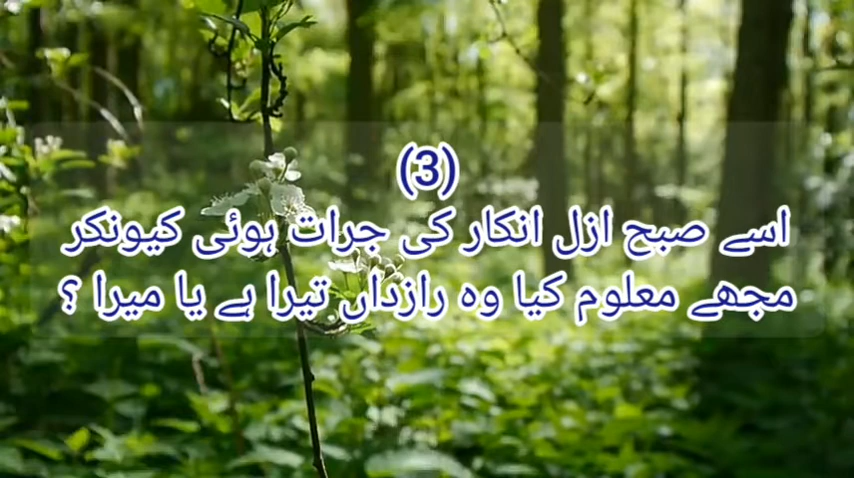 (3)
اسے صبح ازل انکار کی جرات ہوئی کیونکر
مجھے معلوم کیا وہ رازداں تیرا ہے یا میرا ؟